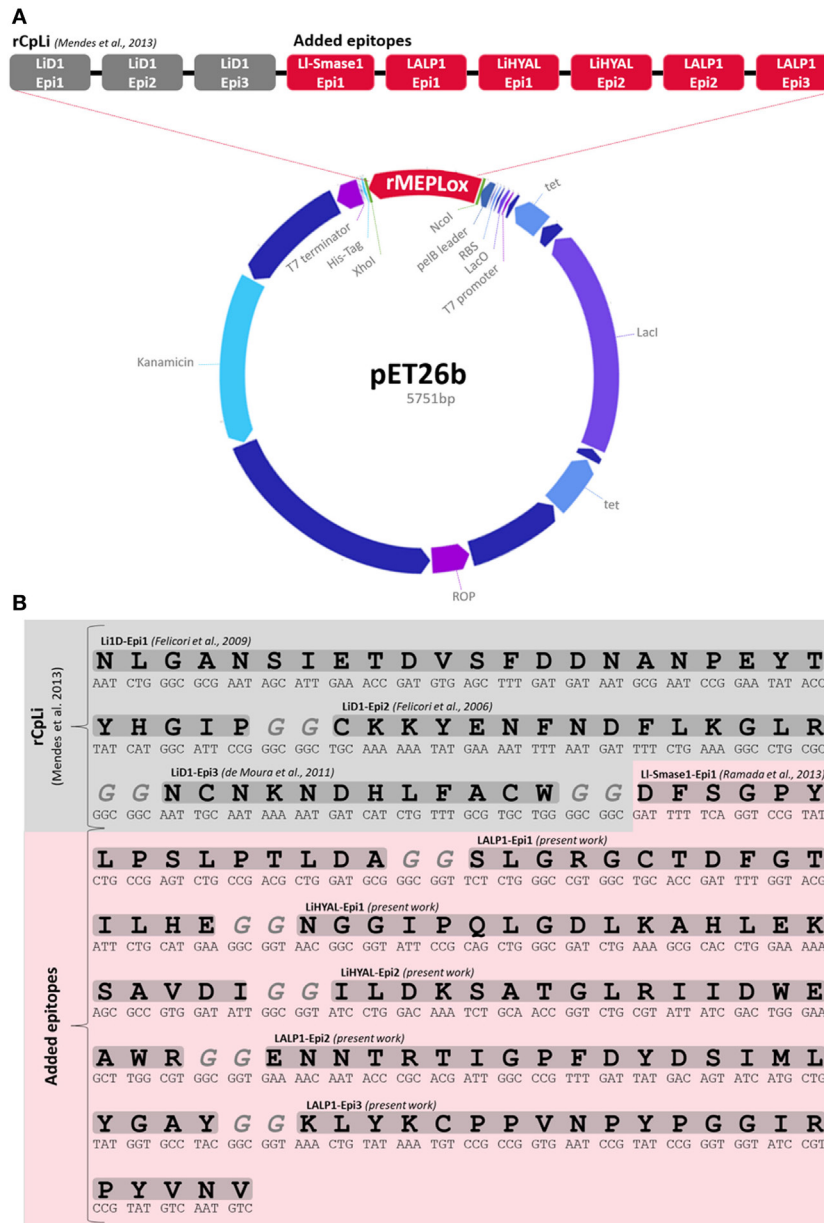 A
rCpLi (Mendes et al., 2013)
Added epitopes
LiD1 Epi1
LiD1 Epi2
LiD1 Epi3
Ll-Smase1 Epi1
LALP1 Epi1
LiHYAL Epi1
LiHYAL Epi2
LALP1 Epi2
LALP1 Epi3
rMEPLox
T7 terminator
His-Tag
XhoI
NcoI
pelB leader
RBS
LacO
T7 promoter
tet
LacI
Kanamicin
pET26b
5751bp
tet
ROP
B
rCpLi
(Mendes et al. 2013)
Li1D-Epi1 (Felicori et al., 2009)
N L G A N S I E T D V S F D D N A N P E Y T
AAT CTG GGC GCG AAT AGC ATT GAA ACC GAT GTG AGC TTT GAT GAT AAT GCG AAT CCG GAA TAT ACC
LiD1-Epi2 (Felicori et al., 2006)
Y H G I P G G C K K Y E N F N D F L K G L R
TAT CAT GGC ATT CCG GGC GGC TGC AAA AAA TAT GAA AAT TTT AAT GAT TTT CTG AAA GGC CTG CGC
LiD1-Epi3 (de Moura et al., 2011)
Ll-Smase1-Epi1 (Ramada et al., 2013)
G G N C N K N D H L F A C W G G D F S G P Y
GGC GGC AAT TGC AAT AAA AAT GAT CAT CTG TTT GCG TGC TGG GGC GGC GAT TTT TCA GGT CCG TAT
Added epitopes
LALP1-Epi1 (present work)
L P S L P T L D A G G S L G R G C T D F G T
CTG CCG AGT CTG CCG ACG CTG GAT GCG GGC GGT TCT CTG GGC CGT GGC TGC ACC GAT TTT GGT ACG
LiHYAL-Epi1 (present work)
I L H E G G N G G I P Q L G D L K A H L E K
ATT CTG CAT GAA GGC GGT AAC GGC GGT ATT CCG CAG CTG GGC GAT CTG AAA GCG CAC CTG GAA AAA
LiHYAL-Epi2 (present work)
S A V D I G G I L D K S A T G L R I I D W E
AGC GCC GTG GAT ATT GGC GGT ATC CTG GAC AAA TCT GCA ACC GGT CTG CGT ATT ATC GAC TGG GAA
LALP1-Epi2 (present work)
A W R G G E N N T R T I G P F D Y D S I M L
GCT TGG CGT GGC GGT GAA AAC AAT ACC CGC ACG ATT GGC CCG TTT GAT TAT GAC AGT ATC ATG CTG
LALP1-Epi3 (present work)
Y G A Y G G K L Y K C P P V N P Y P G G I R
TAT GGT GCC TAC GGC GGT AAA CTG TAT AAA TGT CCG CCG GTG AAT CCG TAT CCG GGT GGT ATC CGT
P Y V N V
CCG TAT GTC AAT GTC